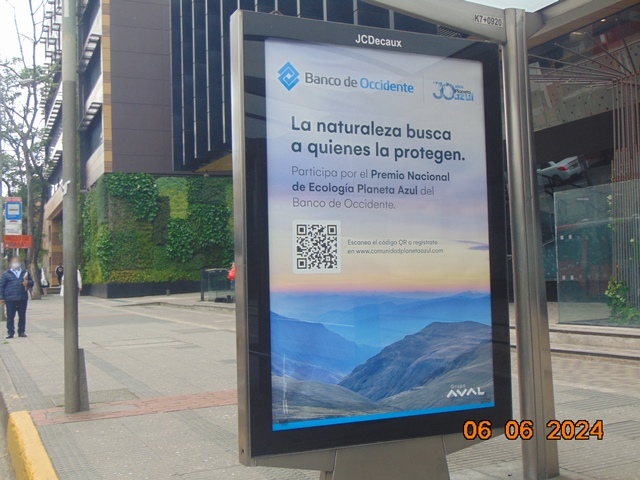 K7+0920
JCDecaux
Banco de Occidente
30 Planeta Azul
La naturaleza busca
a quienes la protegen.
Participa por el Premio Nacional
de Ecología Planeta Azul del
Banco de Occidente.
Escanea el código QR o regístrate
en www.comunidadplanetaazul.com
GRUPO
AVAL
06 06 2024